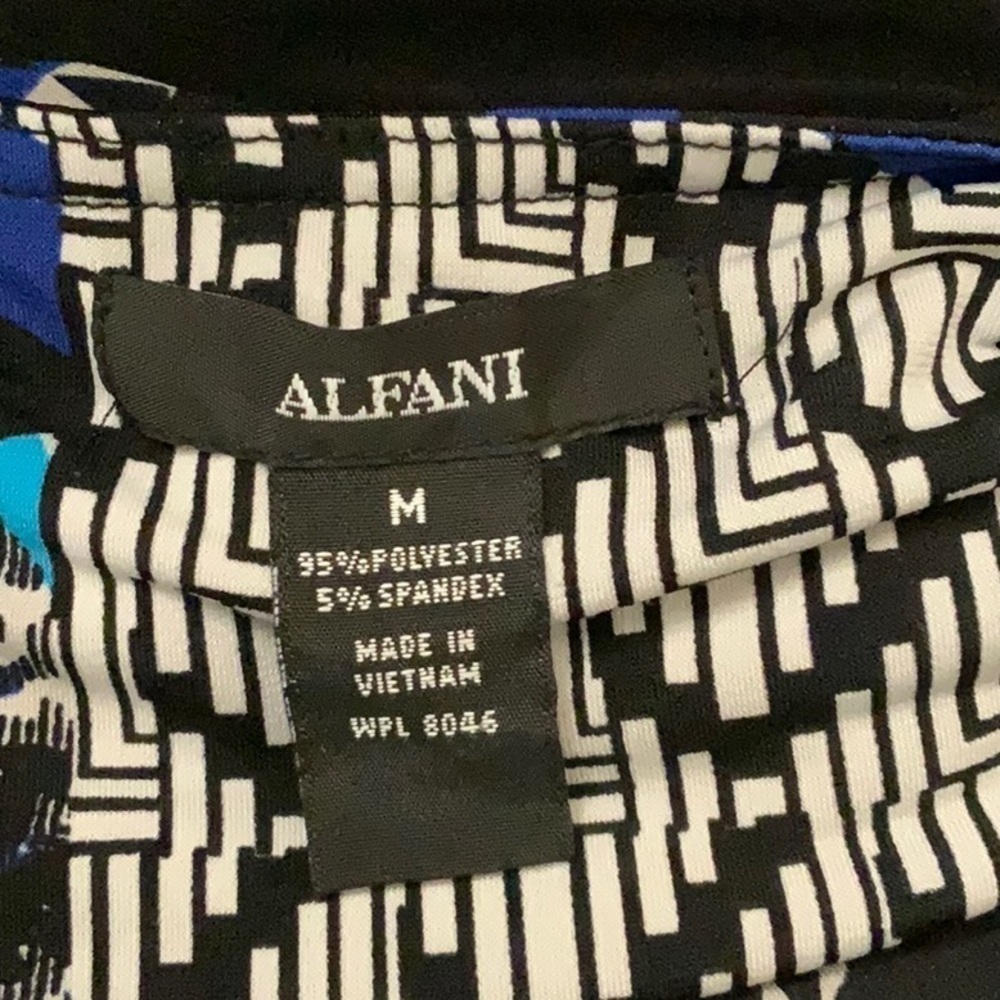 ALFANI
M
95% POLYESTER
5% SPANDEX
MADE IN
VIETNAM
WPL 8046